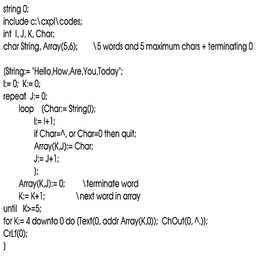 string 0;
include c:\cxpl\codes;
int I, J, K, Char;
char String, Array(5,6); \5 words and 5 maximum chars + terminating 0
(String:= "Hello,How,Are,You,Today";
I:= 0; K:= 0;
repeat J:= 0;
loop (Char:= String(I);
I:= I+1;
if Char=^, or Char=0 then quit;
Array(K,J):= Char;
J:= J+1;
);
Array(K,J):= 0; \terminate word
K:= K+1; \next word in array
until K>=5;
for K:= 4 downto 0 do (Text(0, addr Array(K,0)); ChOut(0, ^.););
CrLf(0);
)